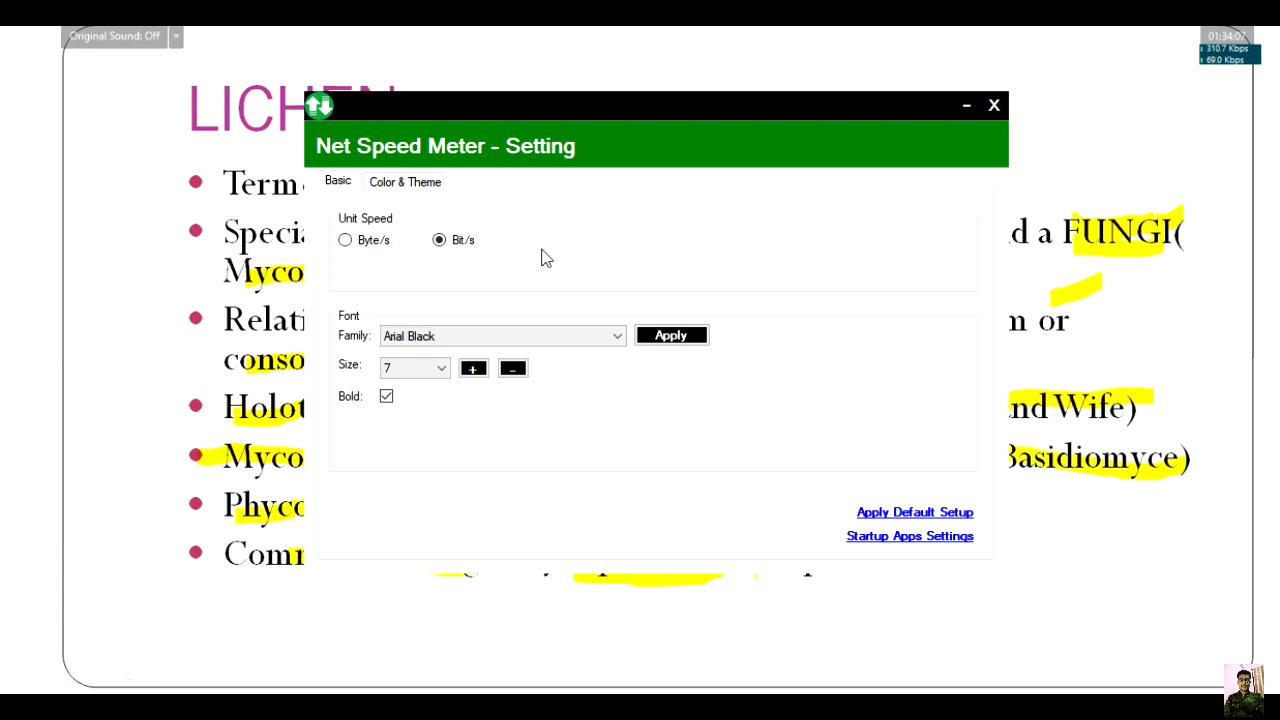 Original Sound: Off
01:34:07
310.7 Kbps
69.0 Kbps
Net Speed Meter - Setting
Basic
Color & Theme
Unit Speed
Byte/s
Bit/s
Font
Family:
Arial Black
Apply
Size:
7
+
-
Bold:
Apply Default Setup
Startup Apps Settings
LICH
Term
Specia
d a FUNGI(
Myco
Relati
m or
conso
Holot
nd Wife)
Myco
Basidiomyce)
Phyco
Comm